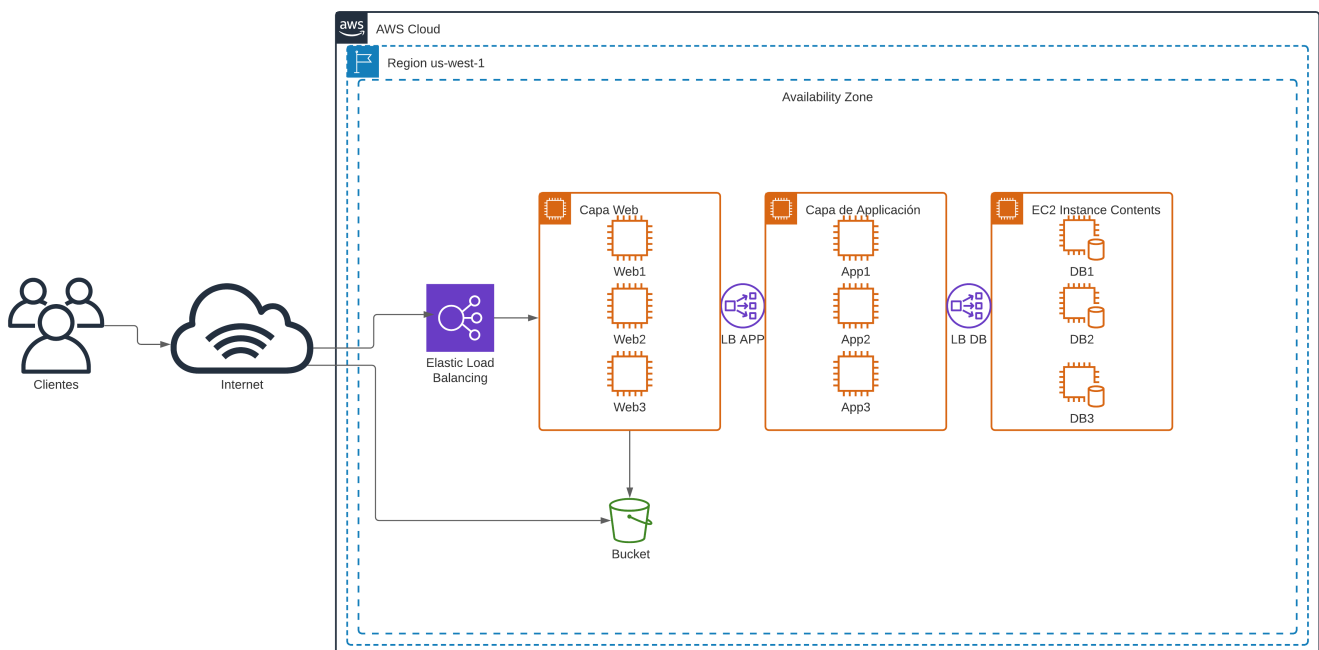 aws
AWS Cloud
Region us-west-1
Availability Zone
Capa Web
Web1
Web2
Web3
LB APP
Capa de Applicación
App1
App2
App3
LB DB
EC2 Instance Contents
DB1
DB2
DB3
Clientes
Internet
Elastic Load
Balancing
Bucket